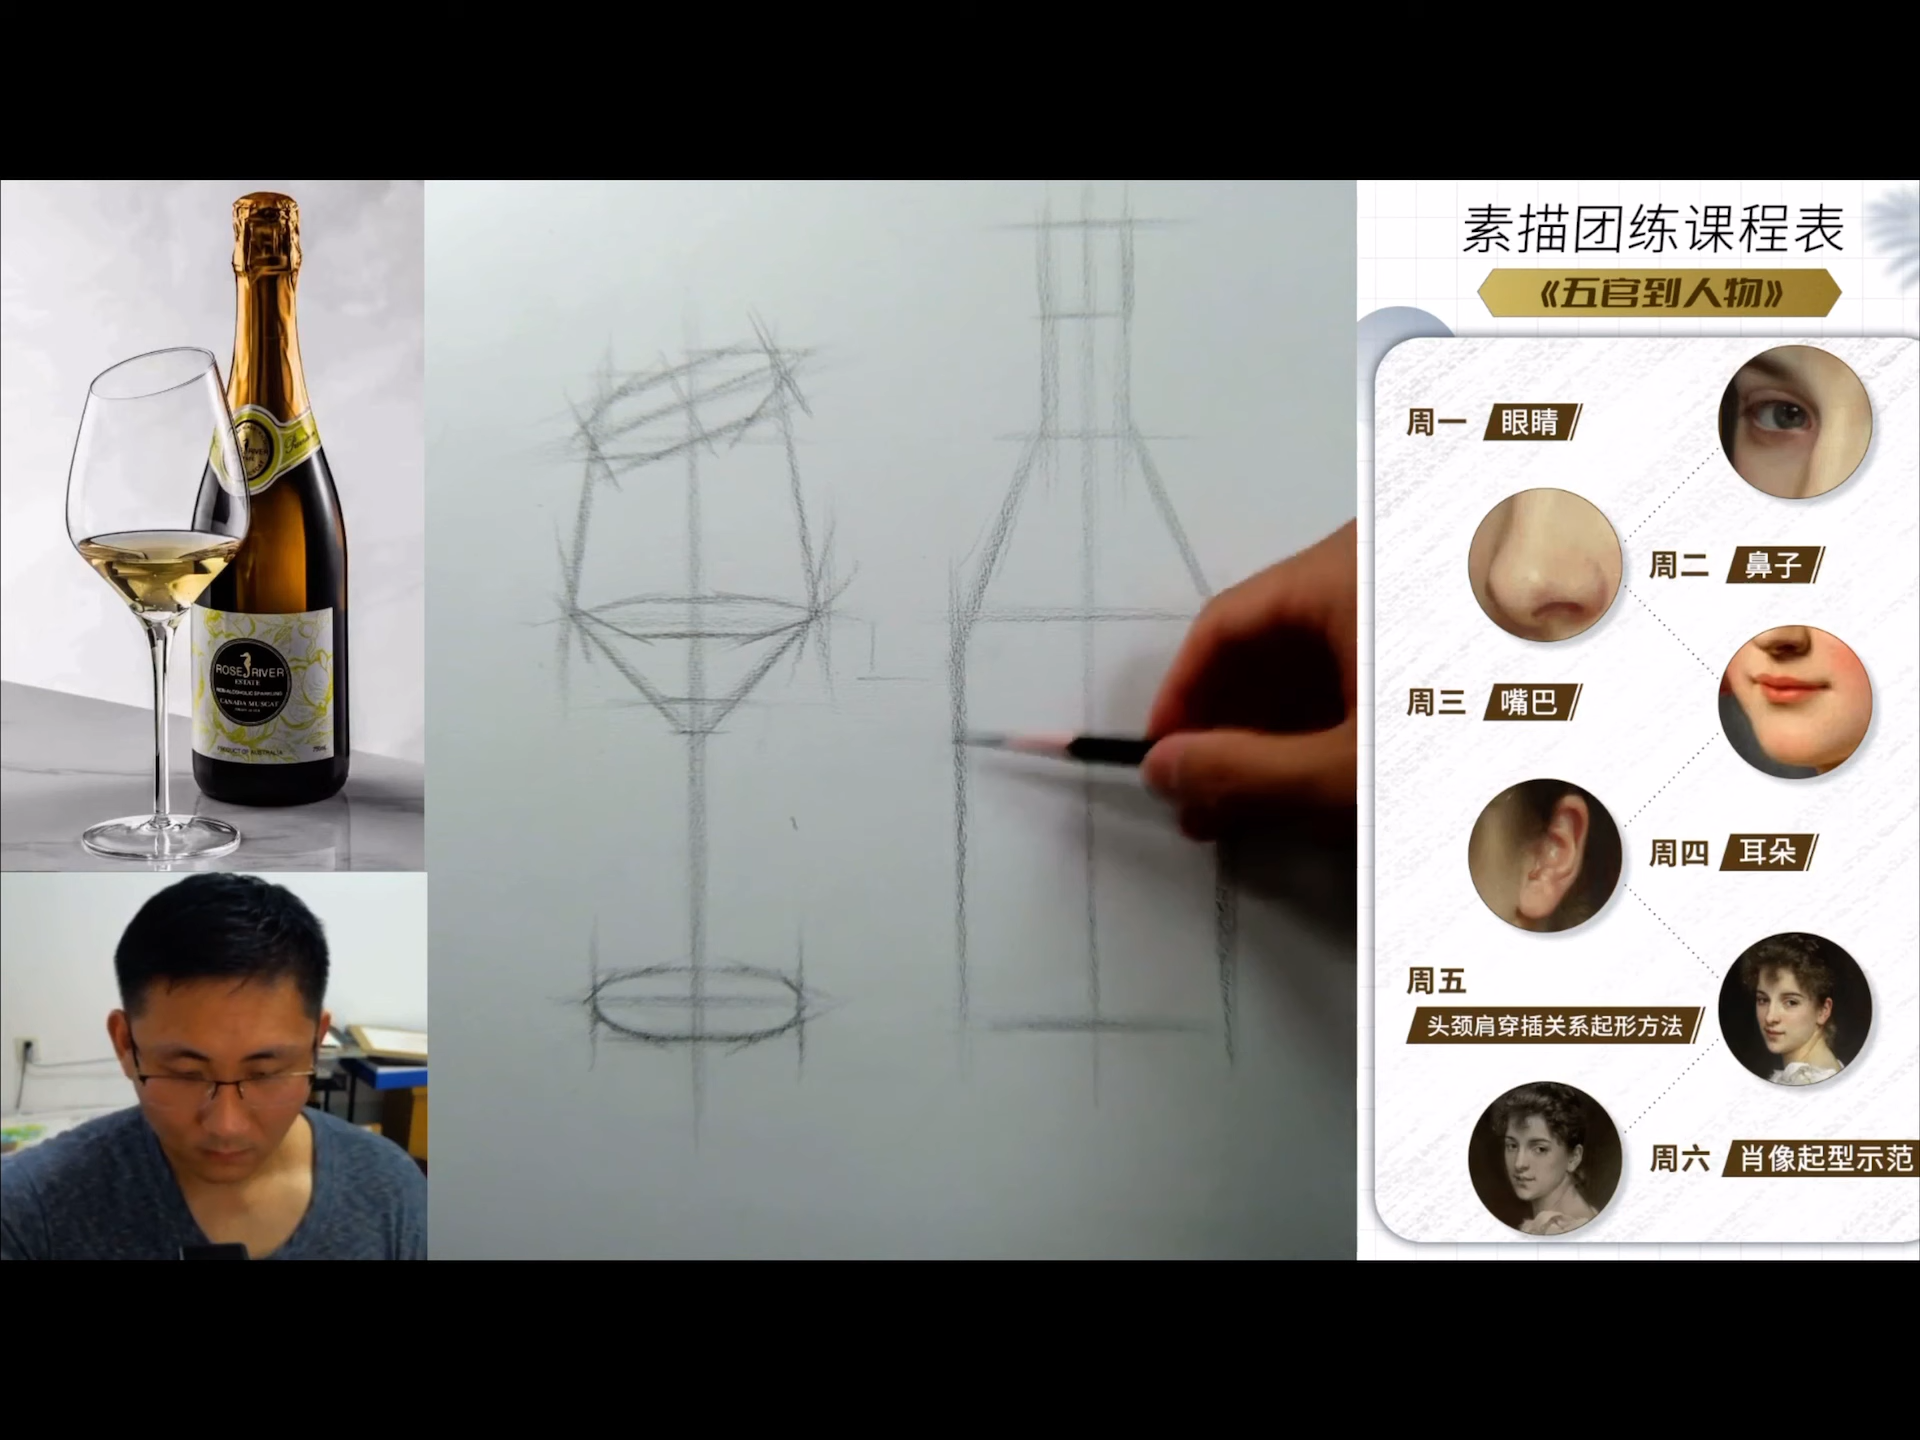 ROSE RIVER
ESTATE
NON-ALCOHOLIC SPARKLING
CANADA MUSCAT
PRODUCT OF AUSTRALIA
素描团练课程表
《五官到人物》
周一 眼睛
周二 鼻子
周三 嘴巴
周四 耳朵
周五
头颈肩穿插关系起形方法
周六 肖像起型示范